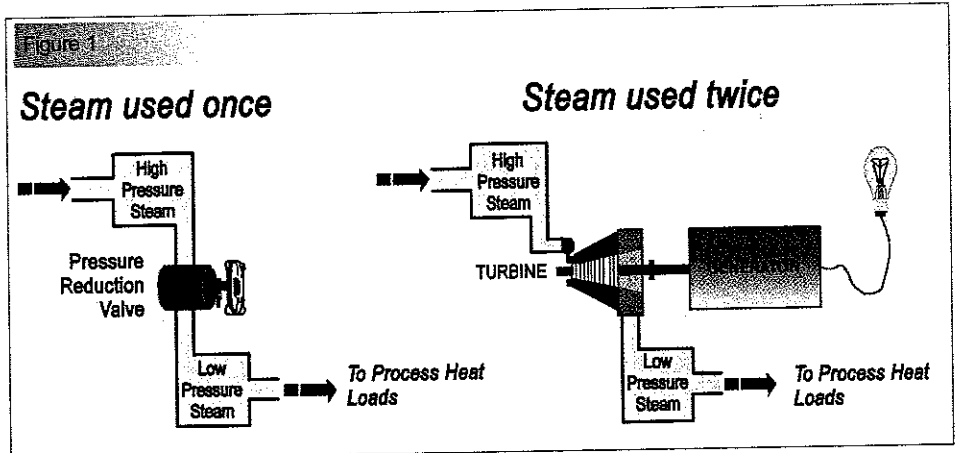 Figure 1
Steam used once
High
Pressure
Steam
Pressure
Reduction
Valve
Low
Pressure
Steam
To Process Heat
Loads
Steam used twice
High
Pressure
Steam
TURBINE
GENERATOR
Low
Pressure
Steam
To Process Heat
Loads